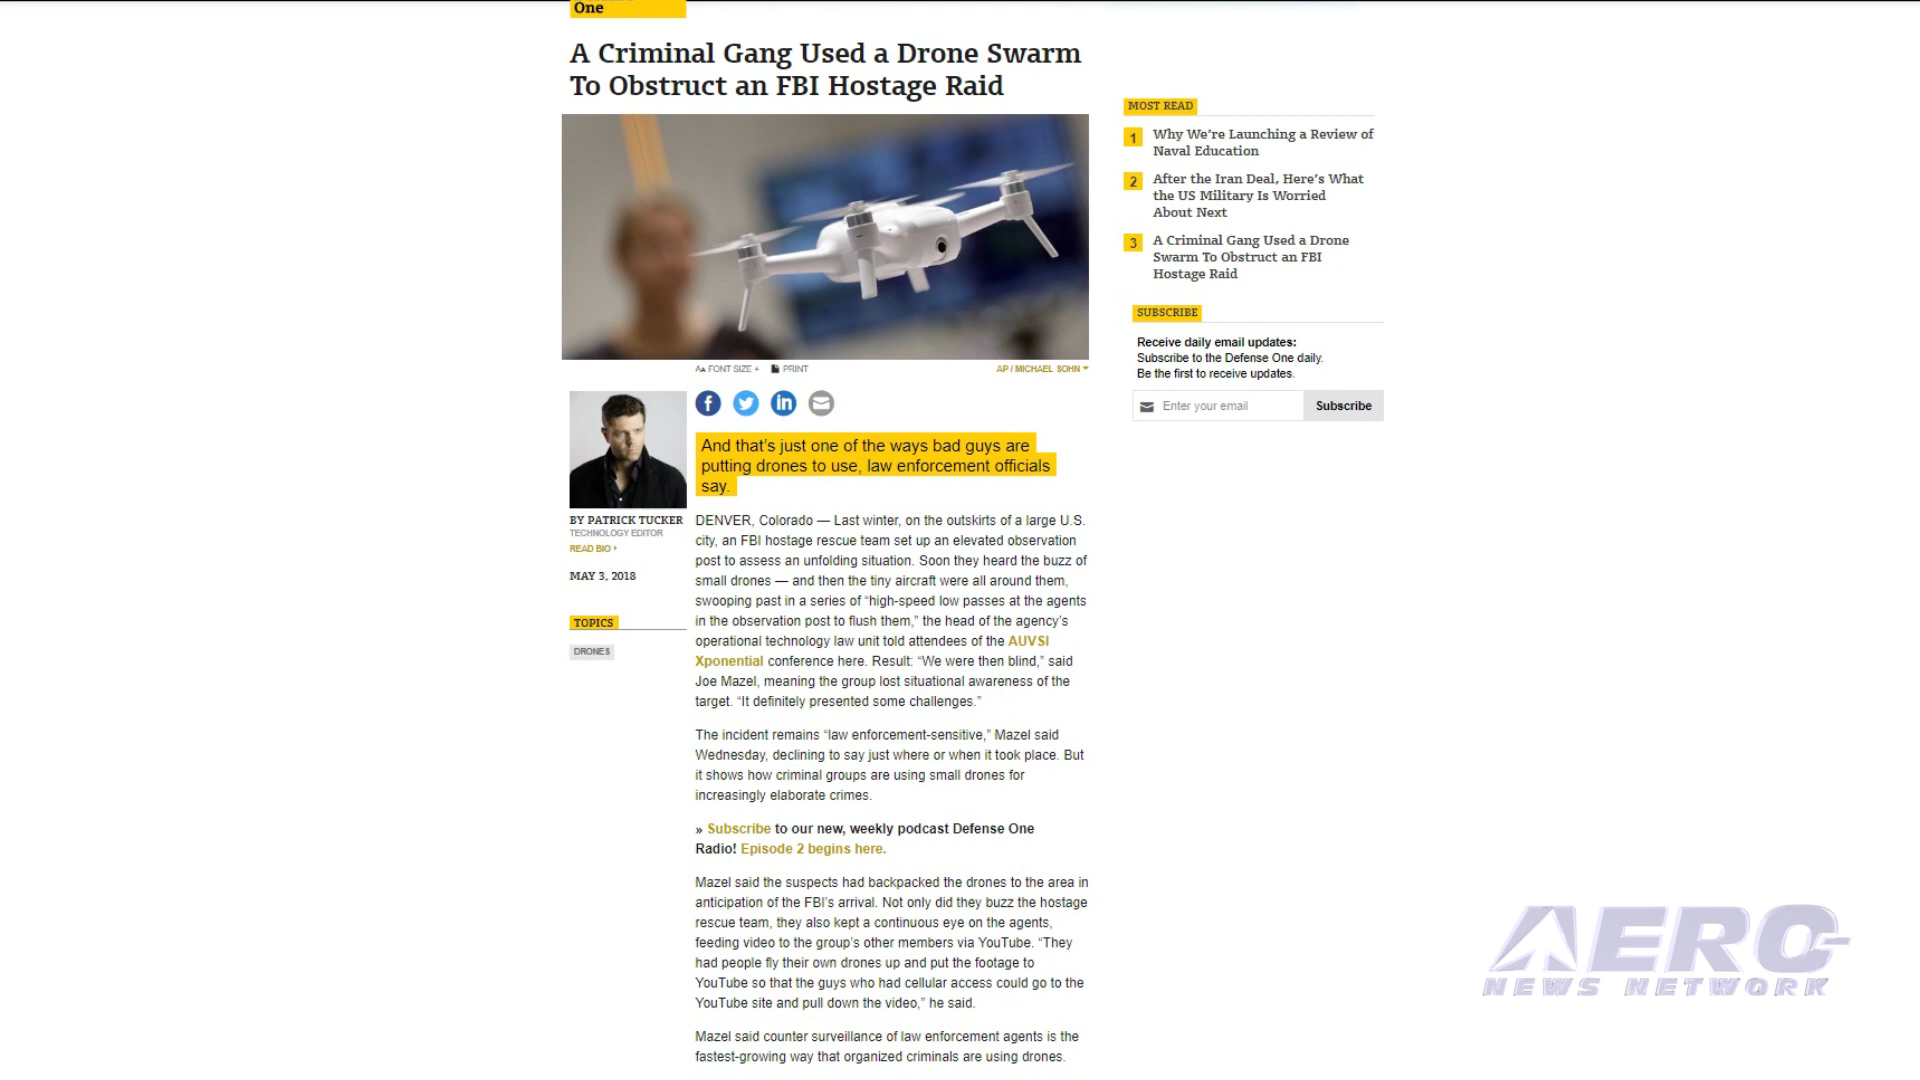 One
A Criminal Gang Used a Drone Swarm
To Obstruct an FBI Hostage Raid
AA FONT SIZE +
PRINT
AP / MICHAEL SOHN
BY PATRICK TUCKER
TECHNOLOGY EDITOR
READ BIO
MAY 3, 2018
TOPICS
DRONES
And that's just one of the ways bad guys are
putting drones to use, law enforcement officials
say.
DENVER, Colorado — Last winter, on the outskirts of a large U.S.
city, an FBI hostage rescue team set up an elevated observation
post to assess an unfolding situation. Soon they heard the buzz of
small drones — and then the tiny aircraft were all around them,
swooping past in a series of “high-speed low passes at the agents
in the observation post to flush them,” the head of the agency’s
operational technology law unit told attendees of the AUVSI
Xponential conference here. Result: “We were then blind,” said
Joe Mazel, meaning the group lost situational awareness of the
target. “It definitely presented some challenges.”
The incident remains “law enforcement-sensitive,” Mazel said
Wednesday, declining to say just where or when it took place. But
it shows how criminal groups are using small drones for
increasingly elaborate crimes.
» Subscribe to our new, weekly podcast Defense One
Radio! Episode 2 begins here.
Mazel said the suspects had backpacked the drones to the area in
anticipation of the FBI’s arrival. Not only did they buzz the hostage
rescue team, they also kept a continuous eye on the agents,
feeding video to the group’s other members via YouTube. “They
had people fly their own drones up and put the footage to
YouTube so that the guys who had cellular access could go to the
YouTube site and pull down the video,” he said.
Mazel said counter surveillance of law enforcement agents is the
fastest-growing way that organized criminals are using drones.
MOST READ
1 Why We’re Launching a Review of
Naval Education
2 After the Iran Deal, Here’s What
the US Military Is Worried
About Next
3 A Criminal Gang Used a Drone
Swarm To Obstruct an FBI
Hostage Raid
SUBSCRIBE
Receive daily email updates:
Subscribe to the Defense One daily.
Be the first to receive updates.
Enter your email
Subscribe
AERO
NEWS NETWORK